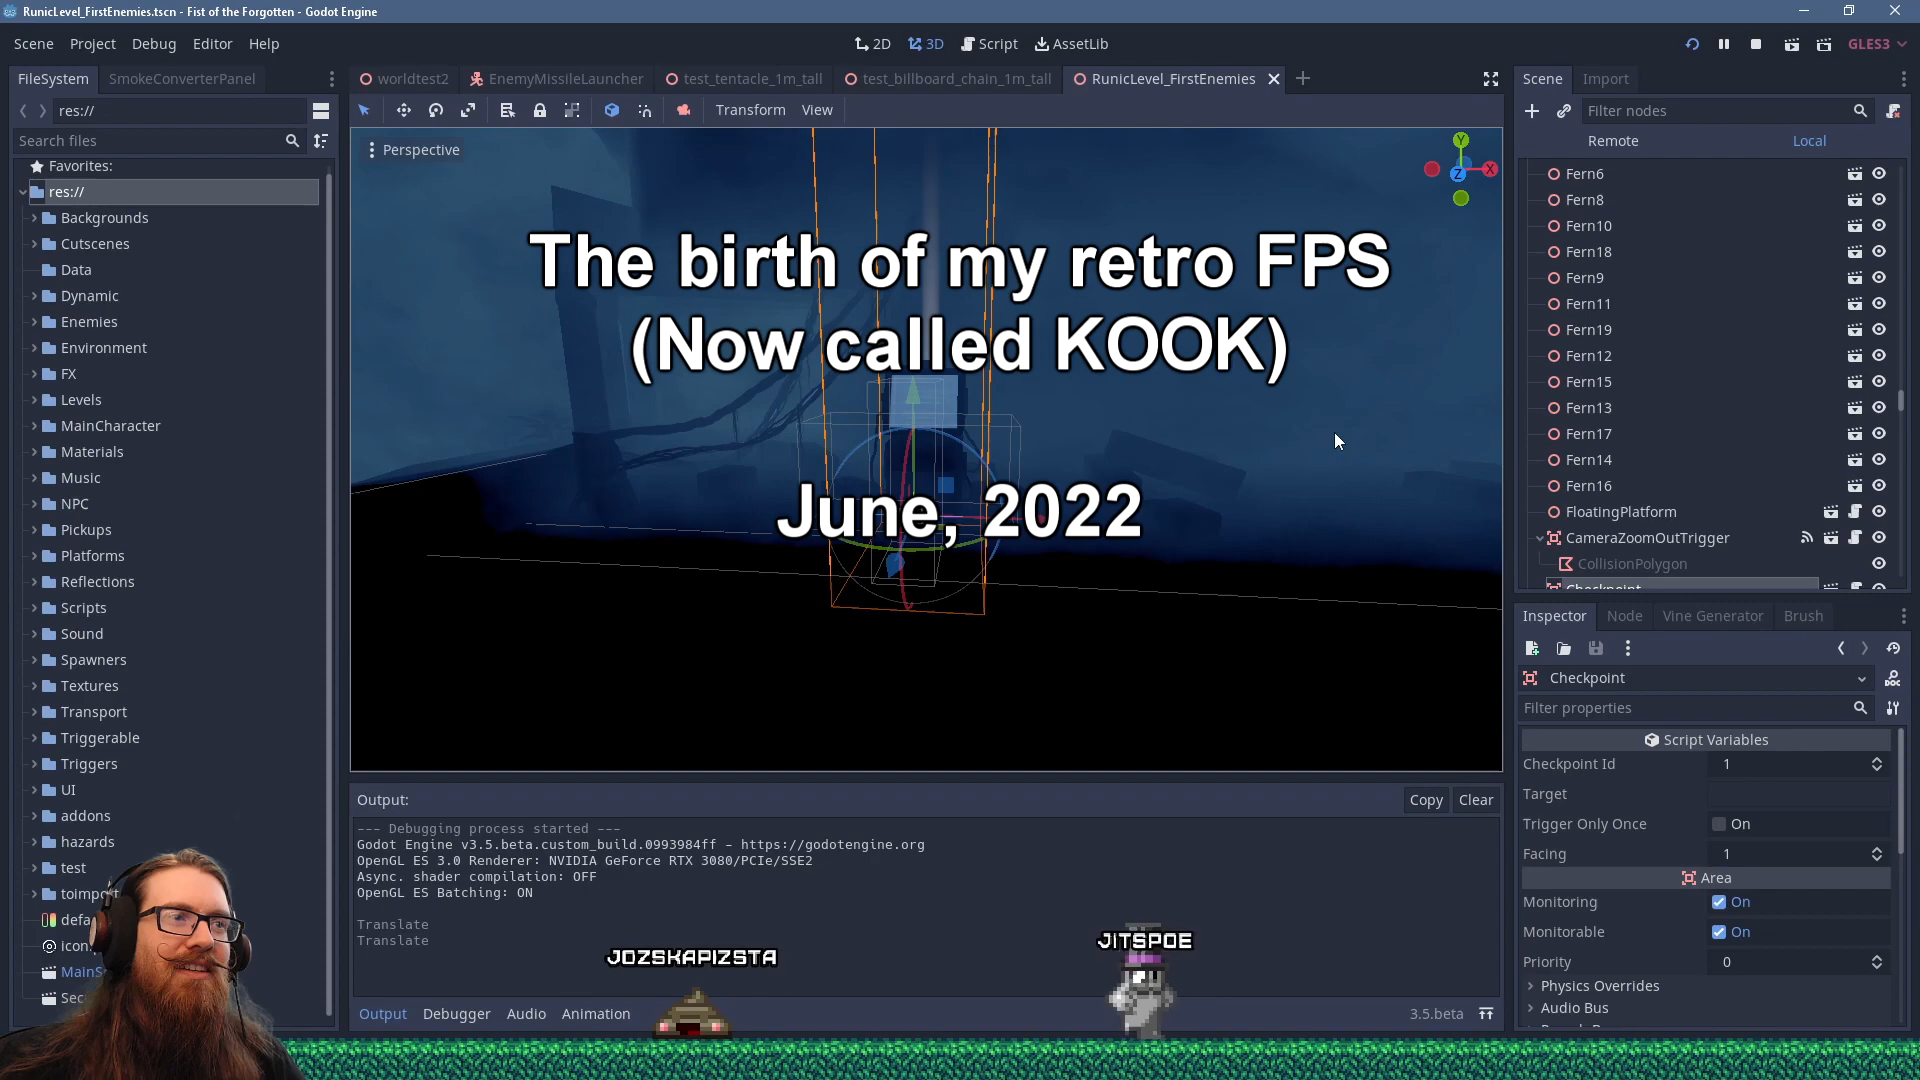 RunicLevel_FirstEnemies.tscn - Fist of the Forgotten - Godot Engine
Scene Project Debug Editor Help
2D 3D Script AssetLib
GLES3
FileSystem SmokeConverterPanel
res://
Search files
Favorites:
res://
Backgrounds
Cutscenes
Data
Dynamic
Enemies
Environment
FX
Levels
MainCharacter
Materials
Music
NPC
Pickups
Platforms
Reflections
Scripts
Sound
Spawners
Textures
Transport
Triggerable
Triggers
UI
addons
hazards
test
toimport
defa
icon
MainS
Sec
worldtest2 EnemyMissileLauncher test_tentacle_1m_tall test_billboard_chain_1m_tall RunicLevel_FirstEnemies
Transform View
Perspective
Y
X
Z
The birth of my retro FPS
(Now called KOOK)
June, 2022
Output:
Copy Clear
--- Debugging process started ---
Godot Engine v3.5.beta.custom_build.0993984ff - https://godotengine.org
OpenGL ES 3.0 Renderer: NVIDIA GeForce RTX 3080/PCIe/SSE2
Async. shader compilation: OFF
OpenGL ES Batching: ON
Translate
Translate
JOZSKAPIZSTA
JITSPOE
Output Debugger Audio Animation
3.5.beta
Scene Import
Filter nodes
Remote Local
Fern6
Fern8
Fern10
Fern18
Fern9
Fern11
Fern19
Fern12
Fern15
Fern13
Fern17
Fern14
Fern16
FloatingPlatform
CameraZoomOutTrigger
CollisionPolygon
Checkpoint
Inspector Node Vine Generator Brush
Checkpoint
Filter properties
Script Variables
Checkpoint Id 1
Target
Trigger Only Once On
Facing 1
Area
Monitoring On
Monitorable On
Priority 0
Physics Overrides
Audio Bus